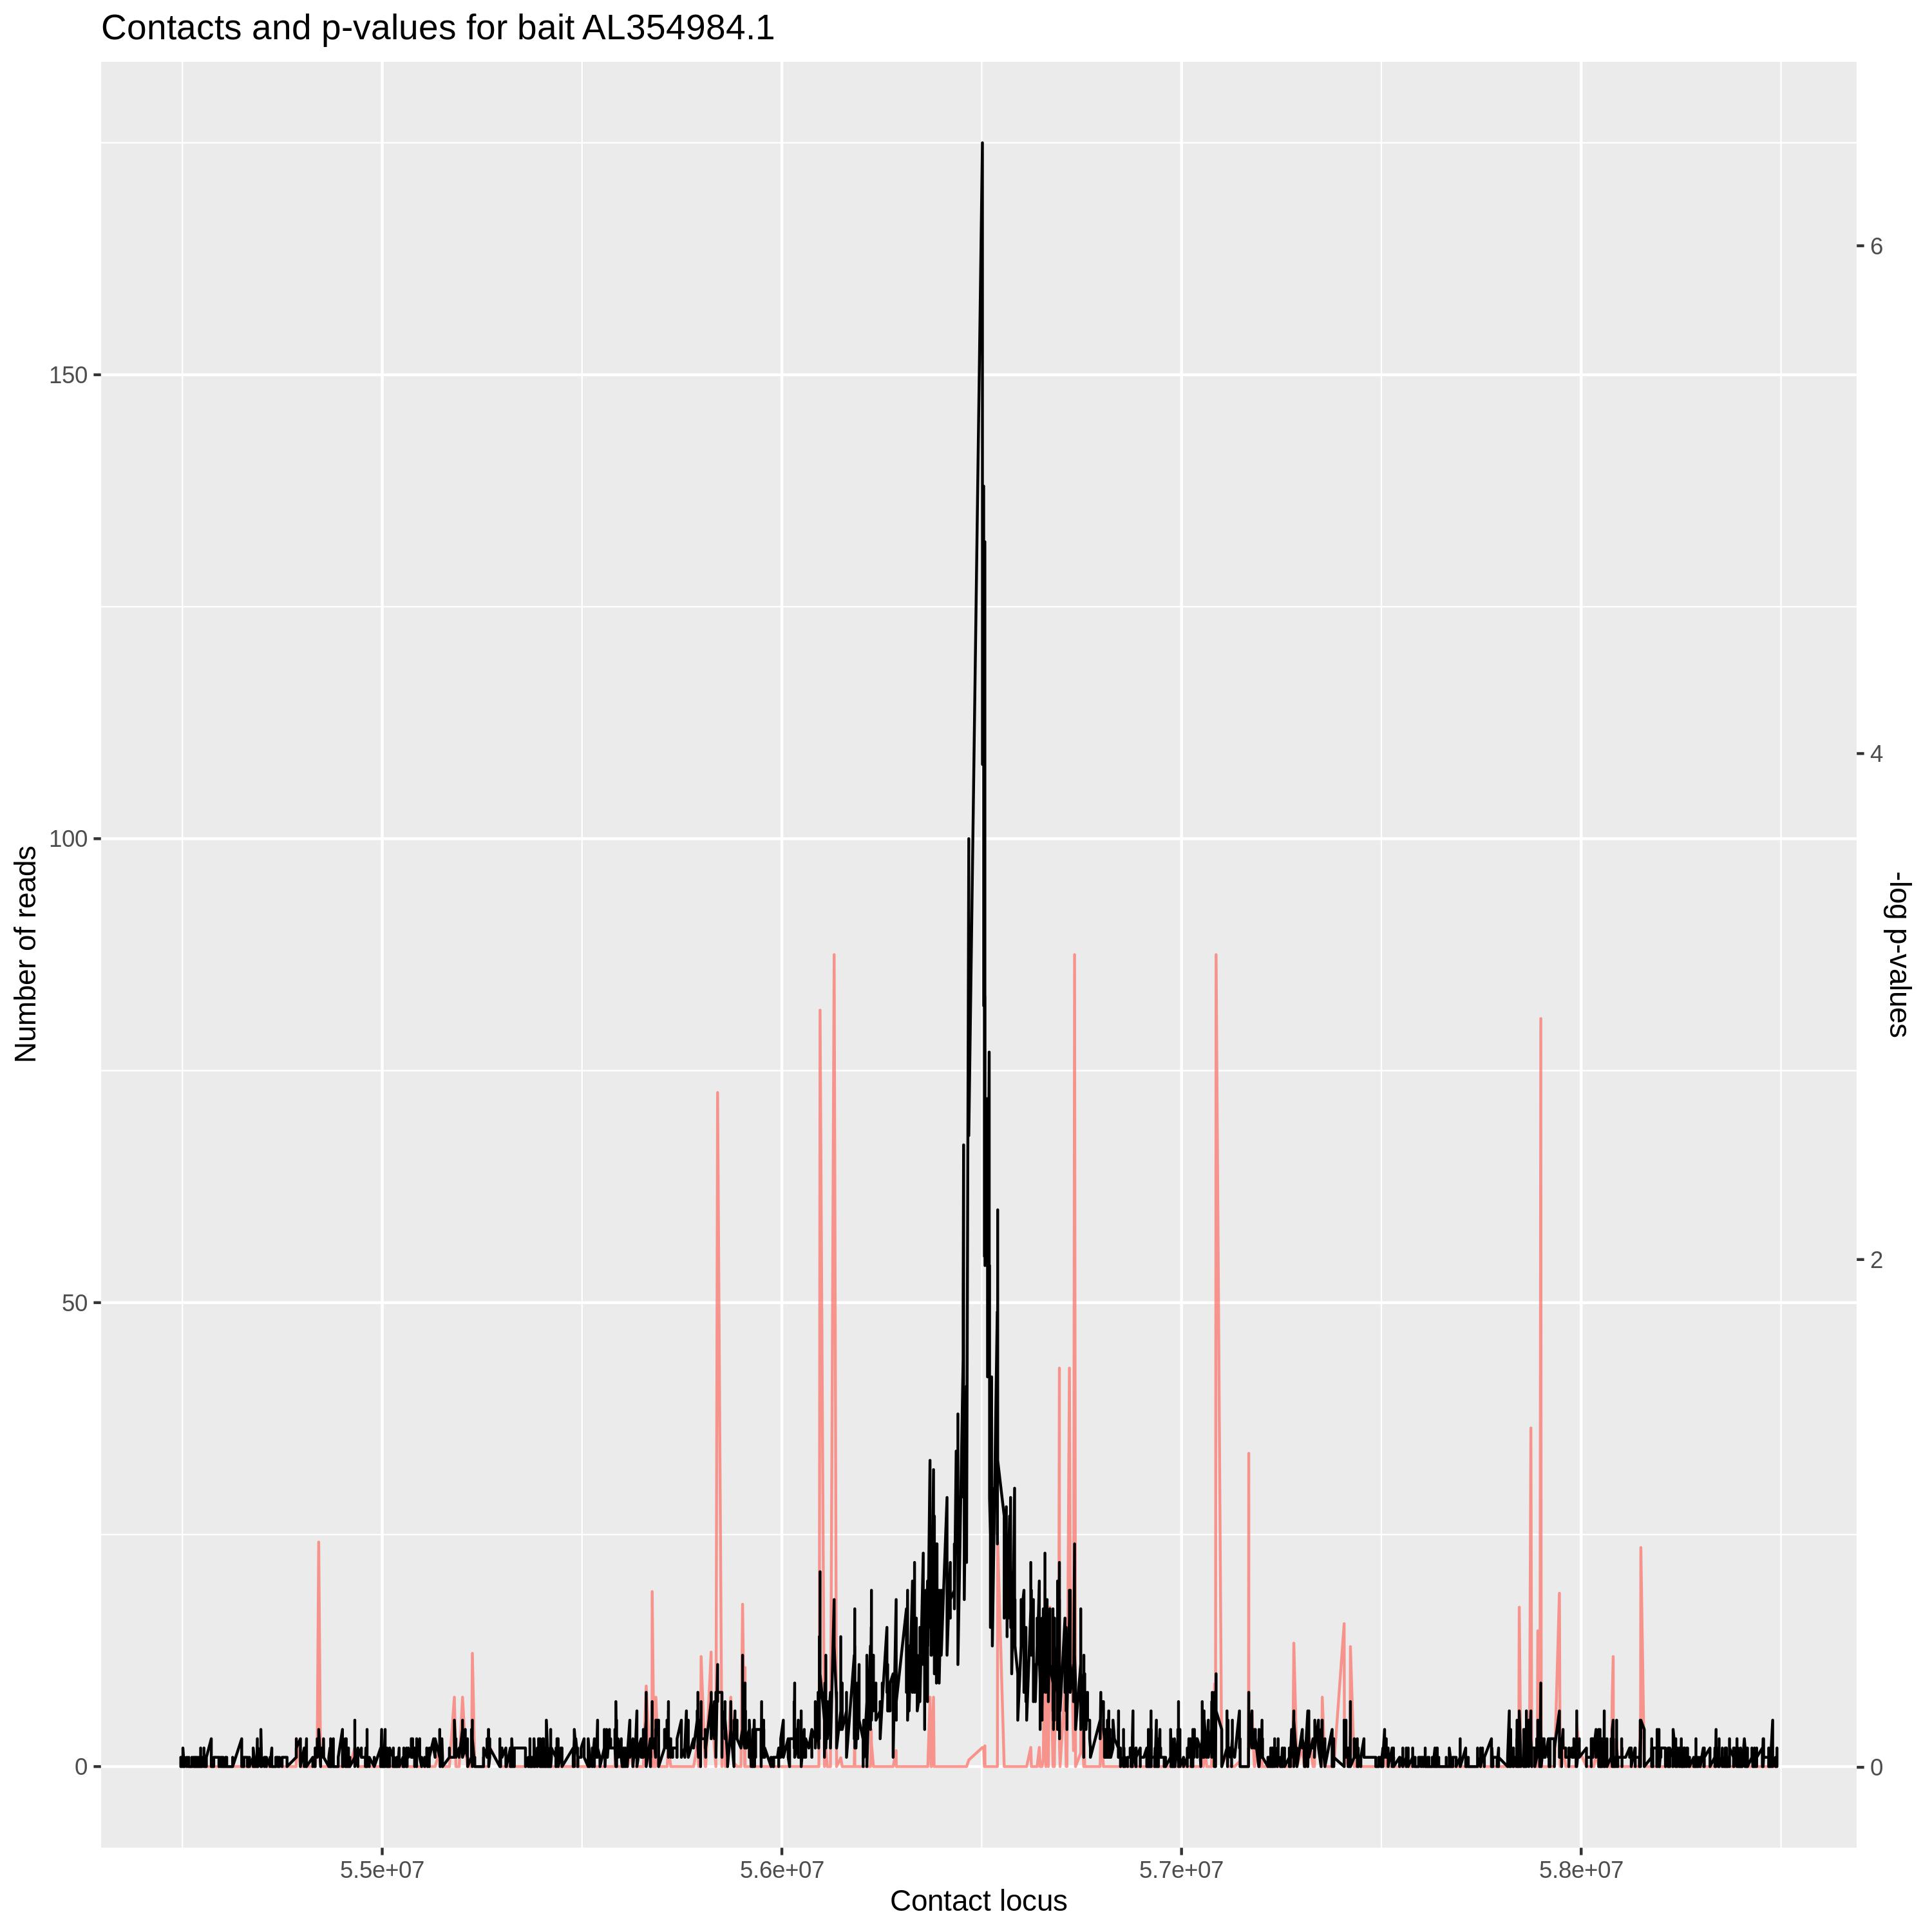 Contacts and p-values for bait AL354984.1
Number of reads
150
100
50
0
6
4
2
0
-log p-values
5.5e+07
5.6e+07
5.7e+07
5.8e+07
Contact locus